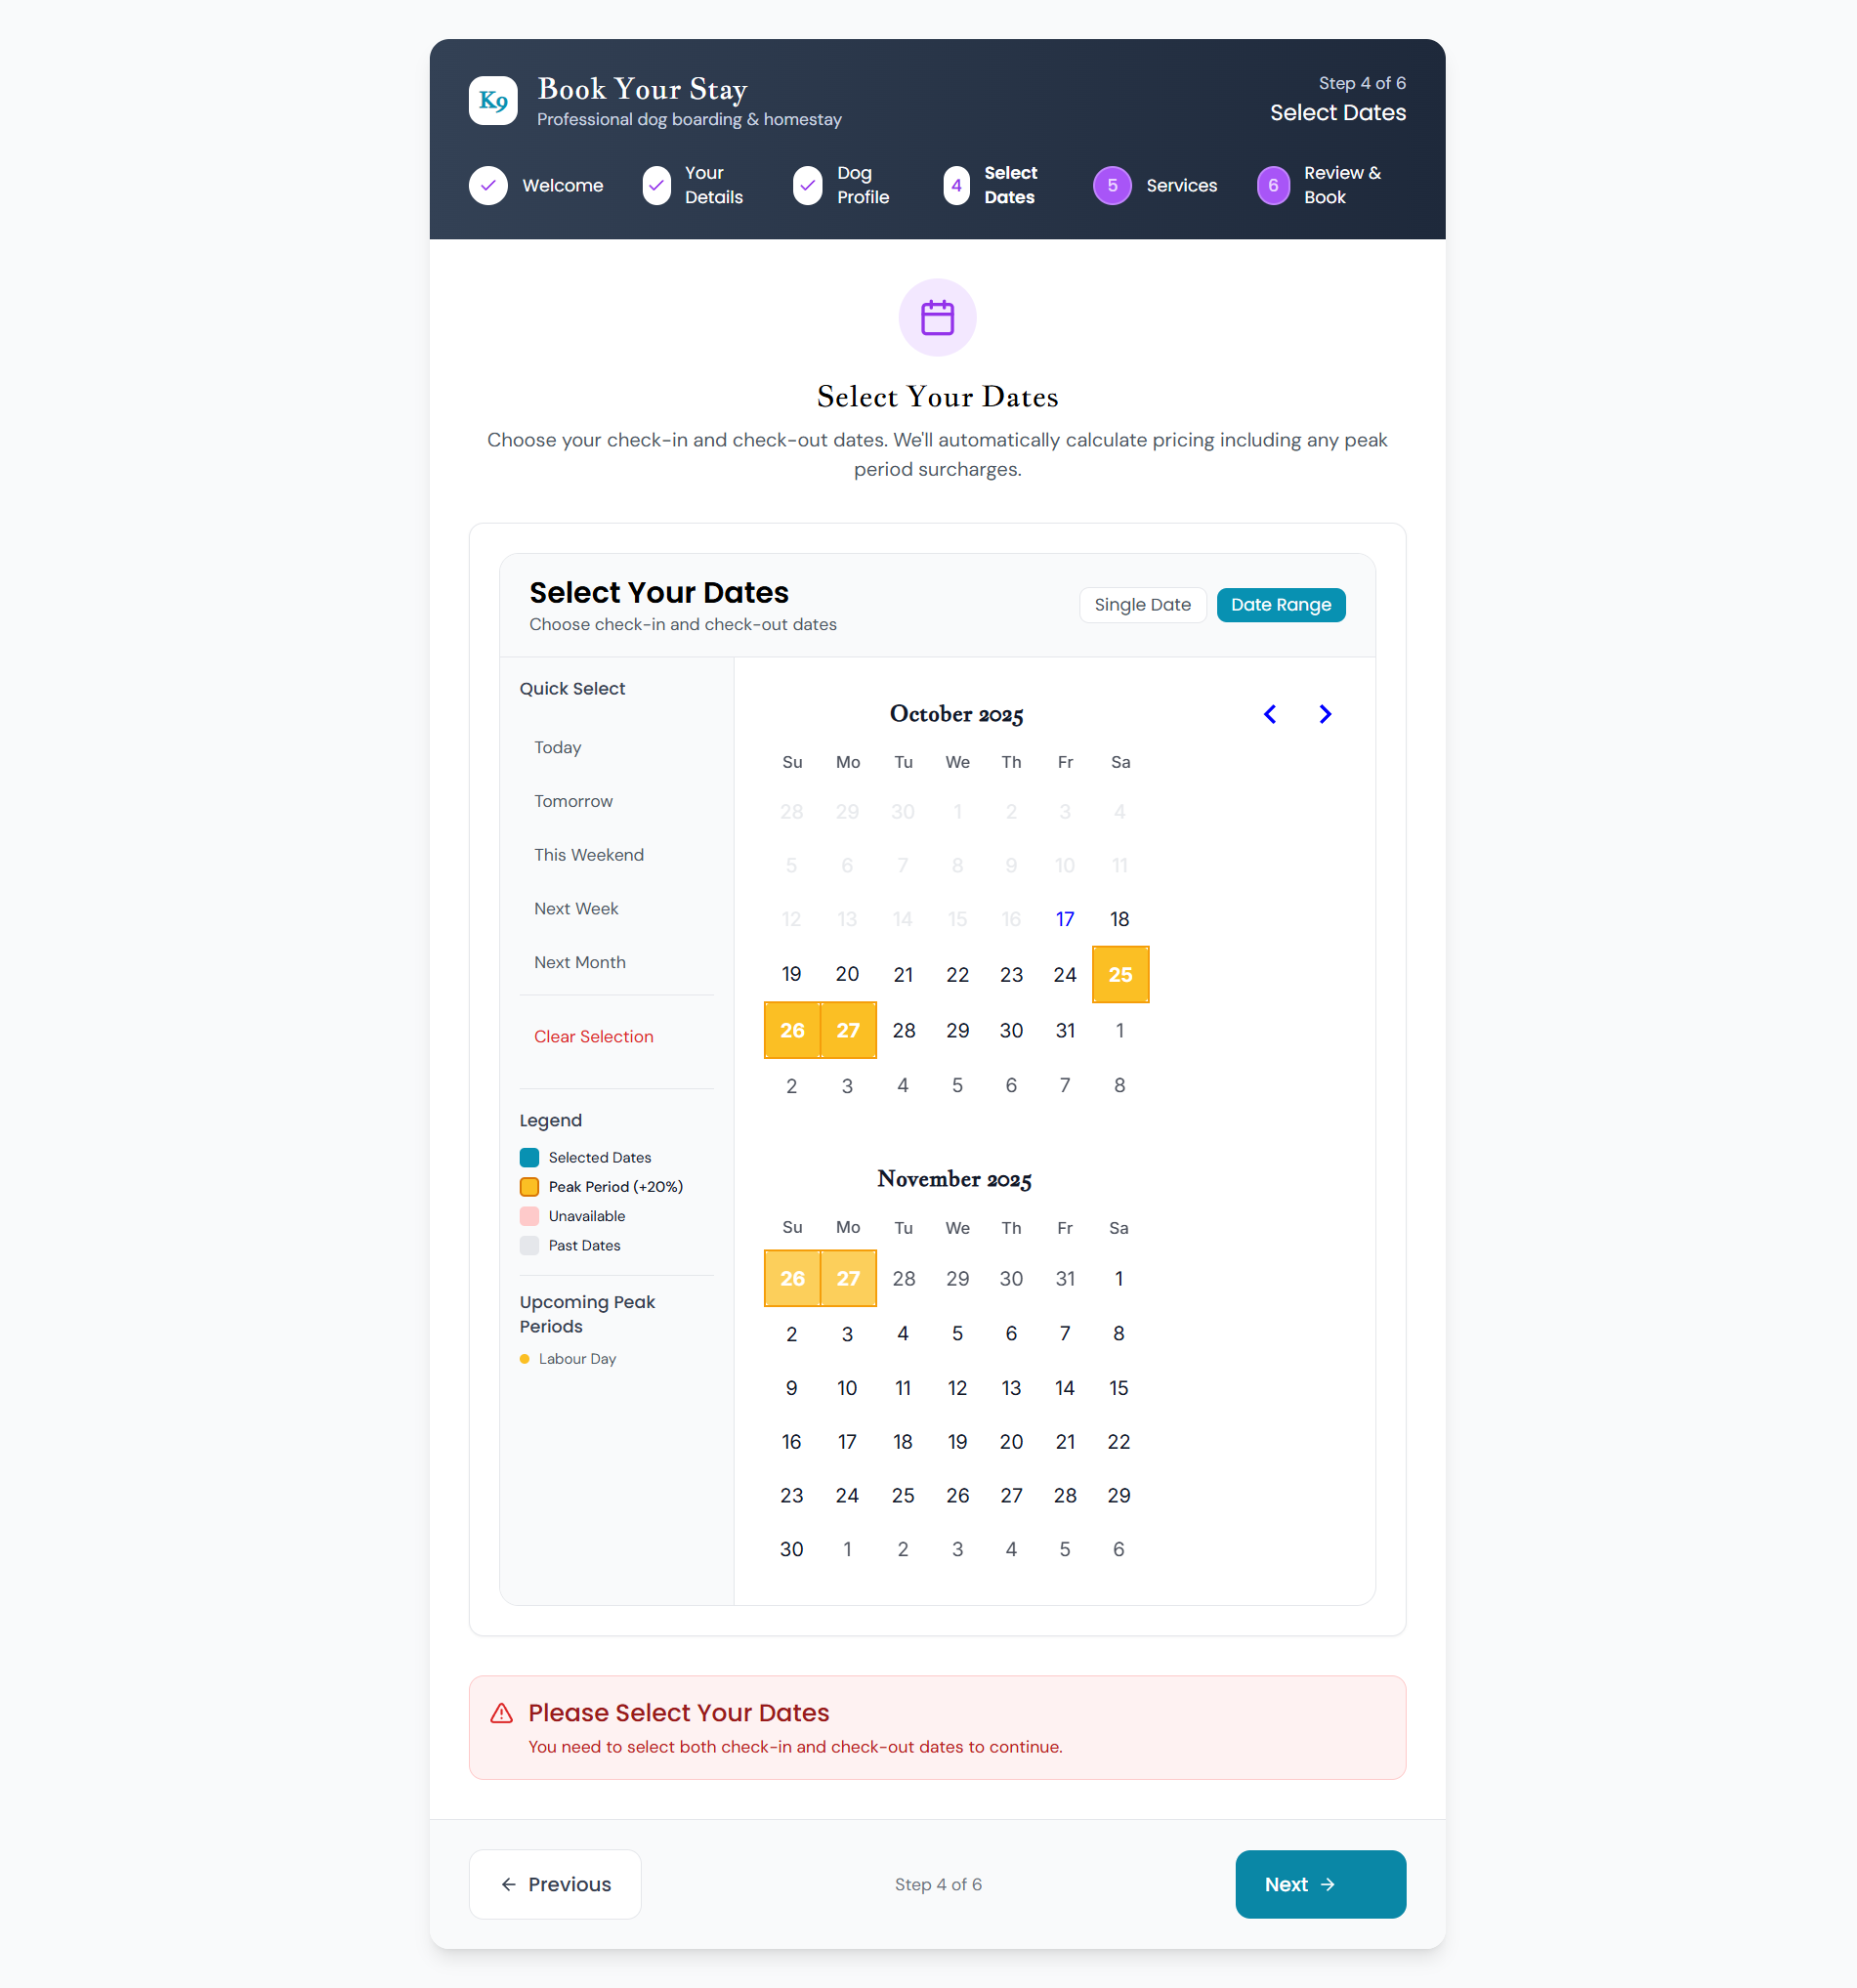 K9
Book Your Stay
Professional dog boarding & homestay
Step 4 of 6
Select Dates
Welcome
Your
Details
Dog
Profile
4
Select
Dates
5
Services
6
Review &
Book
Select Your Dates
Choose your check-in and check-out dates. We'll automatically calculate pricing including any peak
period surcharges.
Select Your Dates
Choose check-in and check-out dates
Single Date
Date Range
Quick Select
Today
Tomorrow
This Weekend
Next Week
Next Month
Clear Selection
Legend
Selected Dates
Peak Period (+20%)
Unavailable
Past Dates
Upcoming Peak
Periods
Labour Day
October 2025
Su Mo Tu We Th Fr Sa
28 29 30 1 2 3 4
5 6 7 8 9 10 11
12 13 14 15 16 17 18
19 20 21 22 23 24 25
26 27 28 29 30 31 1
2 3 4 5 6 7 8
November 2025
Su Mo Tu We Th Fr Sa
26 27 28 29 30 31 1
2 3 4 5 6 7 8
9 10 11 12 13 14 15
16 17 18 19 20 21 22
23 24 25 26 27 28 29
30 1 2 3 4 5 6
Please Select Your Dates
You need to select both check-in and check-out dates to continue.
Previous
Step 4 of 6
Next